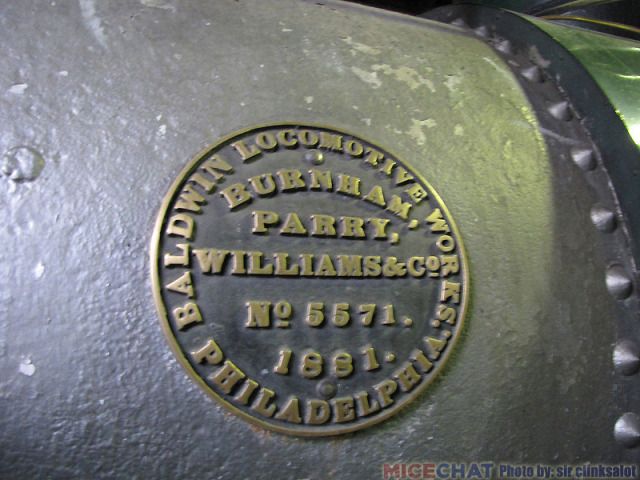 BALDWIN LOCOMOTIVE WORKS.
BURNHAM,
PARRY,
WILLIAMS & Co.
No 5571.
1881.
PHILADELPHIA.
MICECHAT Photo by: sir clinksalot